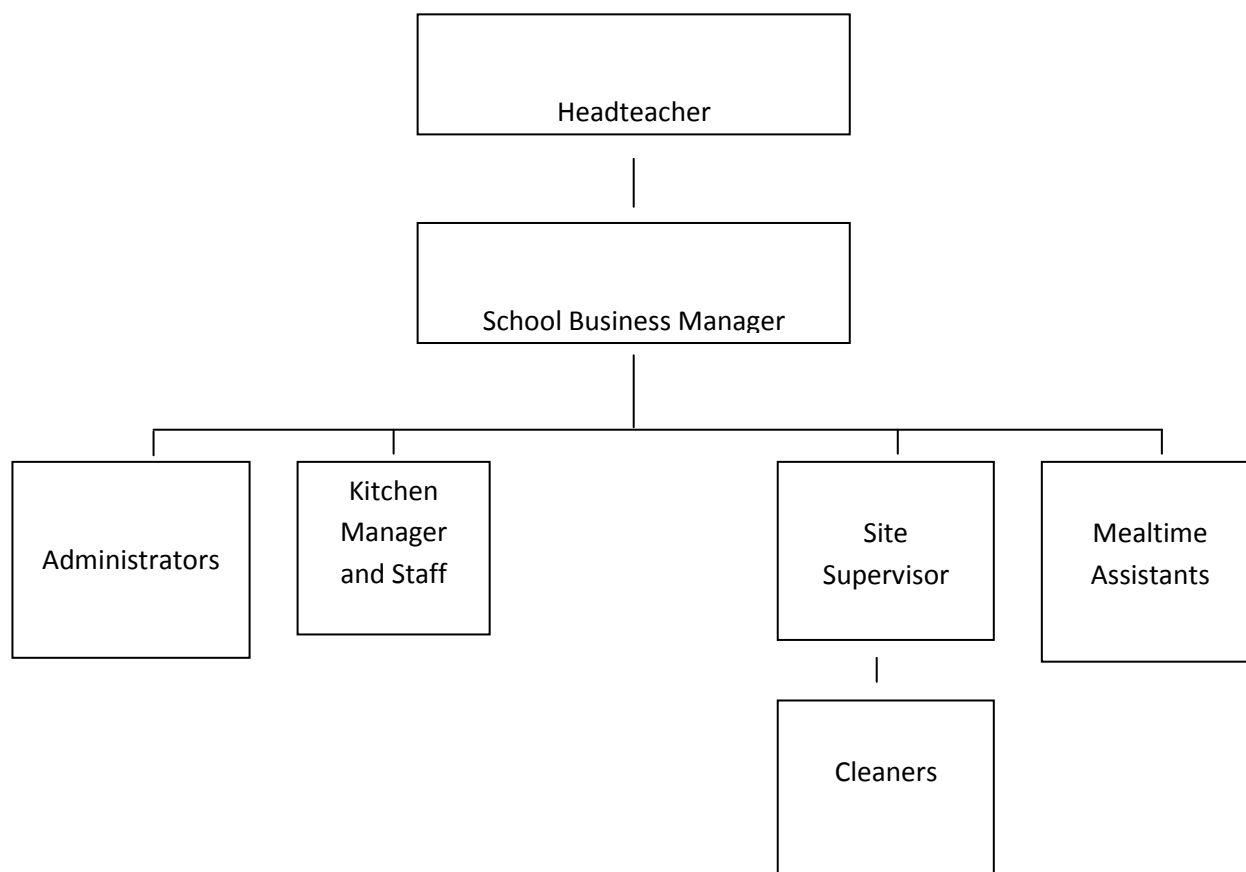 Headteacher
School Business Manager
Administrators
Kitchen
Manager
and Staff
Site
Supervisor
Mealtime
Assistants
Cleaners